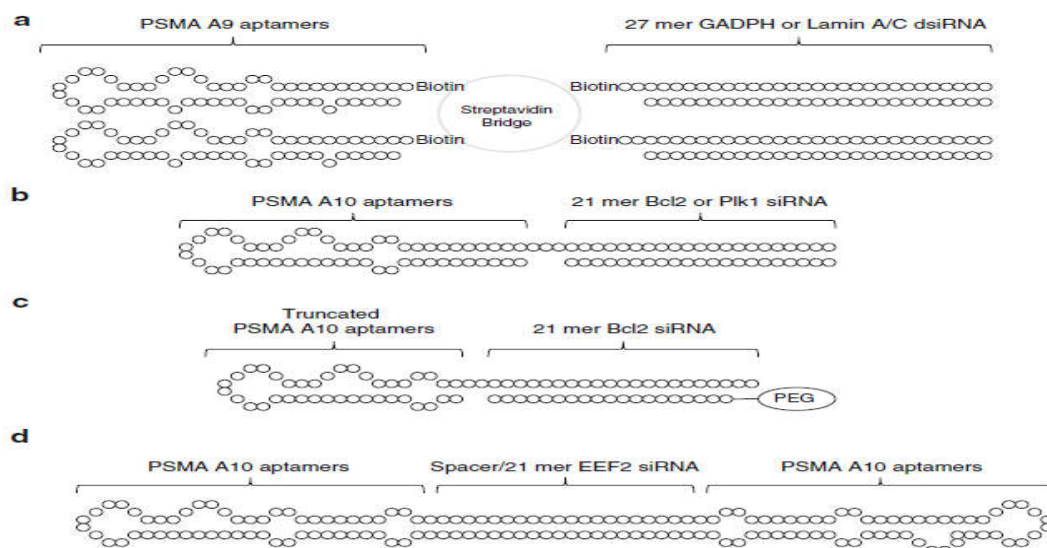 a
PSMA A9 aptamers
27 mer GADPH or Lamin A/C dsiRNA
Biotin
Biotin
Streptavidin
Bridge
Biotin
Biotin
b
PSMA A10 aptamers
21 mer Bcl2 or Plk1 siRNA
c
Truncated
PSMA A10 aptamers
21 mer Bcl2 siRNA
PEG
d
PSMA A10 aptamers
Spacer/21 mer EEF2 siRNA
PSMA A10 aptamers